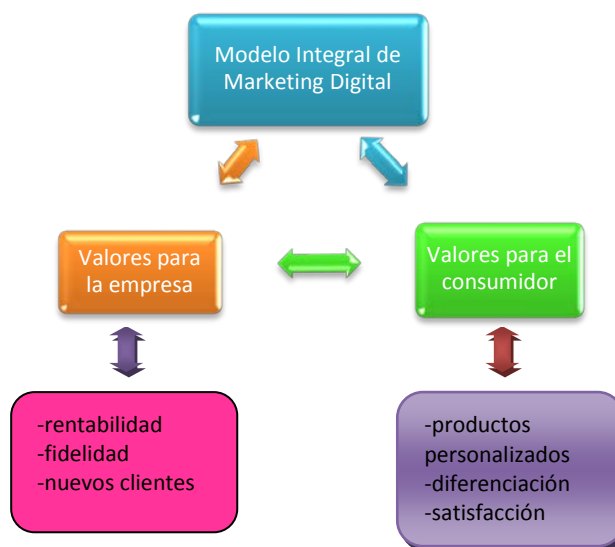 Modelo Integral de
Marketing Digital
Valores para
la empresa
Valores para el
consumidor
-rentabilidad
-fidelidad
-nuevos clientes
-productos
personalizados
-diferenciación
-satisfacción